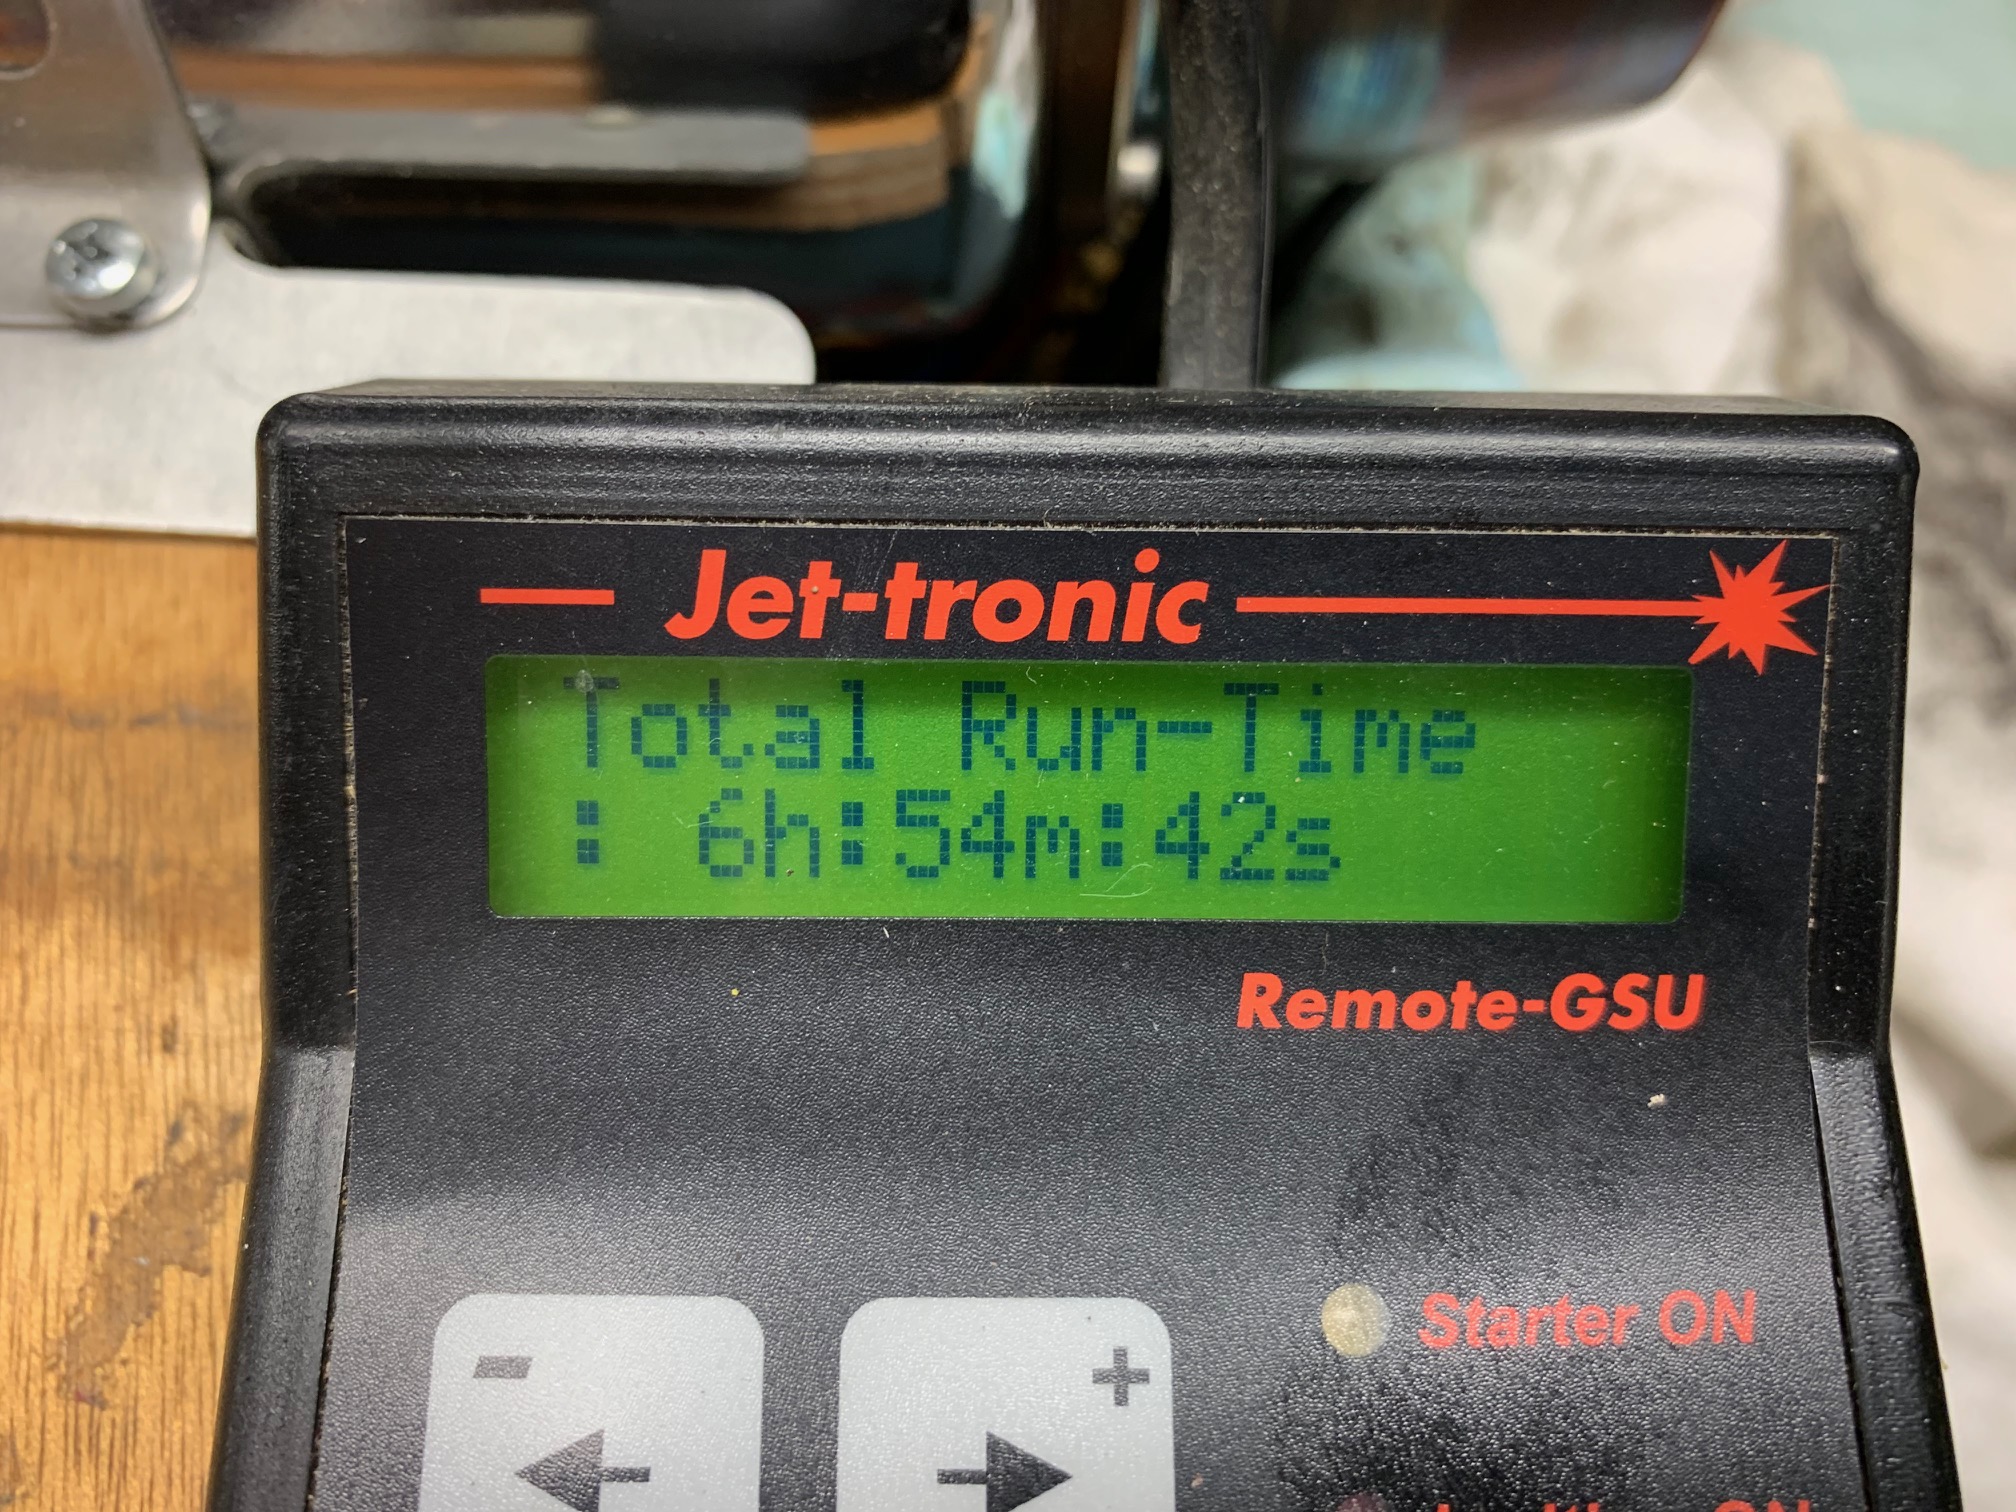 Jet-tronic
Total Run-Time
: 6h:54m:42s
Remote-GSU
- +
Starter ON